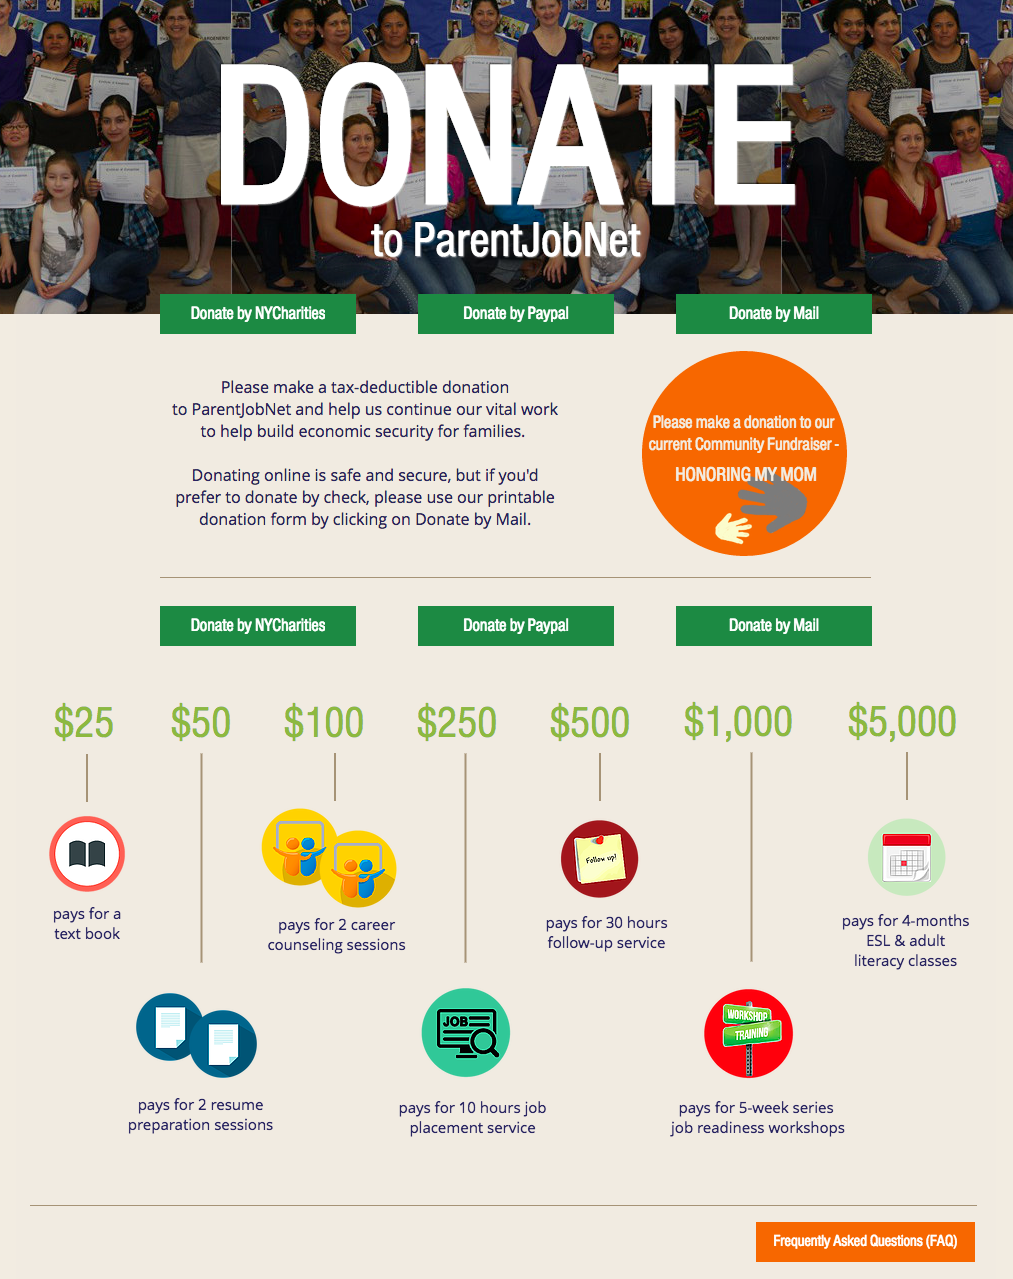 DONATE
to ParentJobNet
Donate by NYCharities
Donate by Paypal
Donate by Mail
Please make a tax-deductible donation
to ParentJobNet and help us continue our vital work
to help build economic security for families.
Donating online is safe and secure, but if you'd
prefer to donate by check, please use our printable
donation form by clicking on Donate by Mail.
Please make a donation to our
current Community Fundraiser -
HONORING MY MOM
Donate by NYCharities
Donate by Paypal
Donate by Mail
$25
$50
$100
$250
$500
$1,000
$5,000
pays for a
text book
pays for 2 career
counseling sessions
Follow up!
pays for 30 hours
follow-up service
pays for 4-months
ESL & adult
literacy classes
pays for 2 resume
preparation sessions
JOB
pays for 10 hours job
placement service
WORKSHOP
TRAINING
pays for 5-week series
job readiness workshops
Frequently Asked Questions (FAQ)